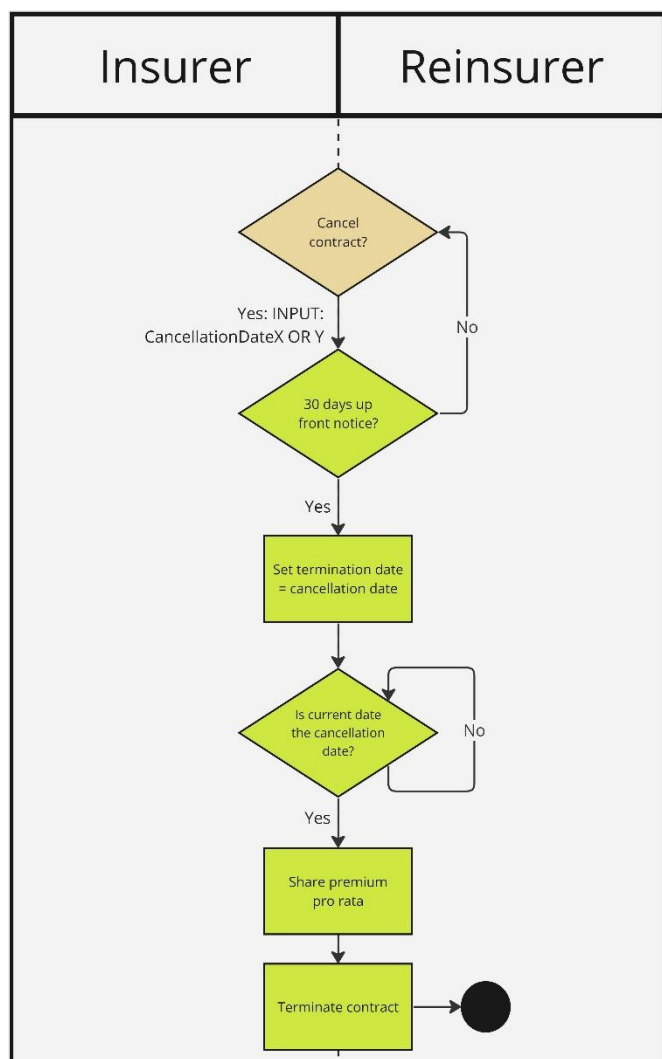 Insurer
Reinsurer
Cancel
contract?
Yes: INPUT:
CancellationDateX OR Y
No
30 days up
front notice?
Yes
Set termination date
= cancellation date
Is current date
the cancellation
date?
No
Yes
Share premium
pro rata
Terminate contract